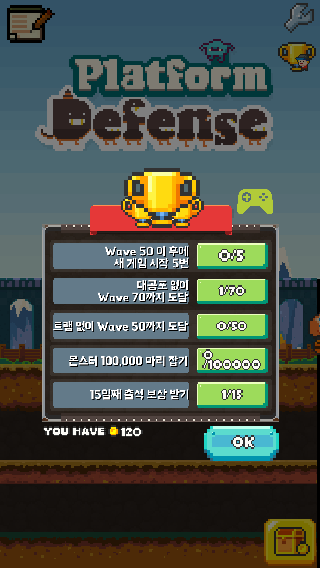 Platform
Defense
Wave 50 이 후에
새 게임 시작 5번
0/5
대공포 없이
Wave 70까지 도달
1/70
트랩 없이 Wave 50까지 도달
0/50
몬스터 100,000 마리 잡기
0
/100000
15일째 출석 보상 받기
1/15
YOU HAVE 120
OK